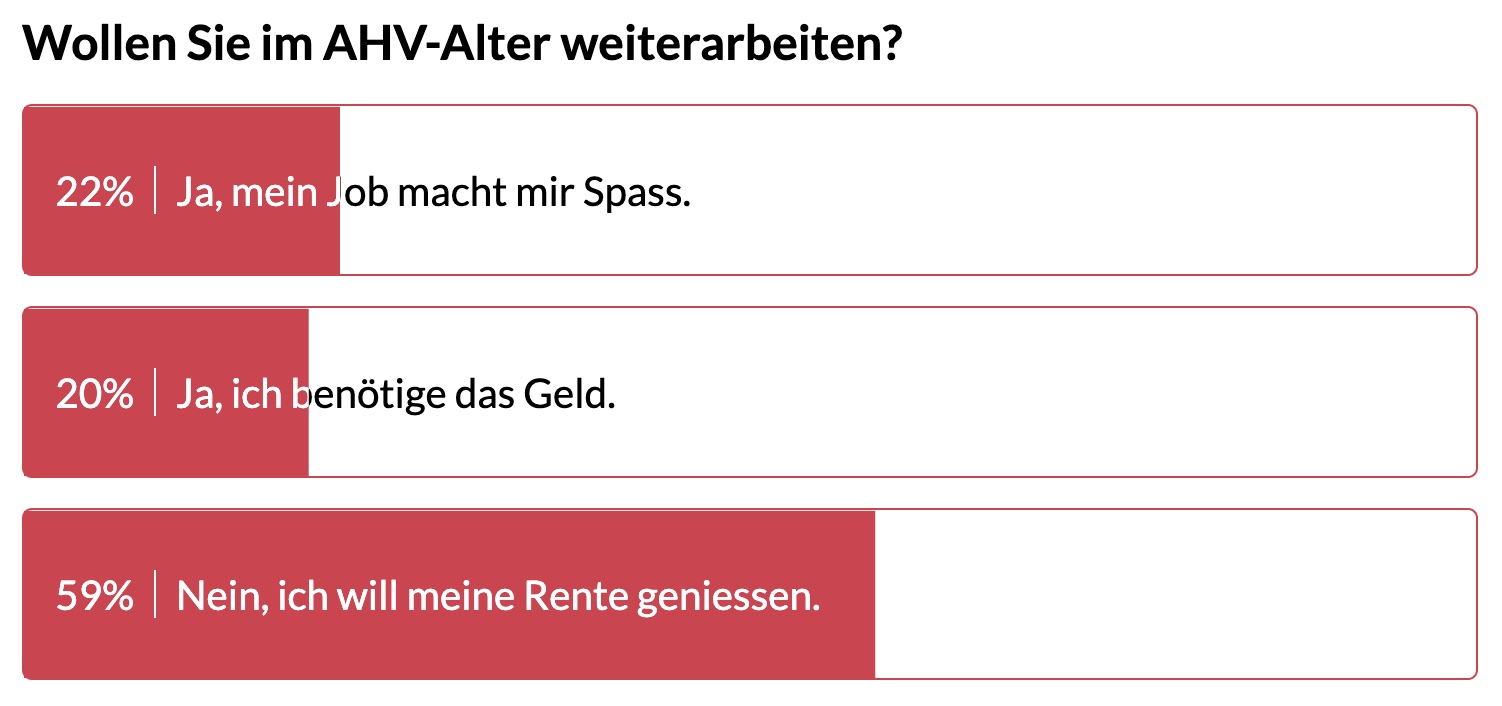 Wollen Sie im AHV-Alter weiterarbeiten?
22% | Ja, mein Job macht mir Spass.
20% | Ja, ich benötige das Geld.
59% | Nein, ich will meine Rente geniessen.